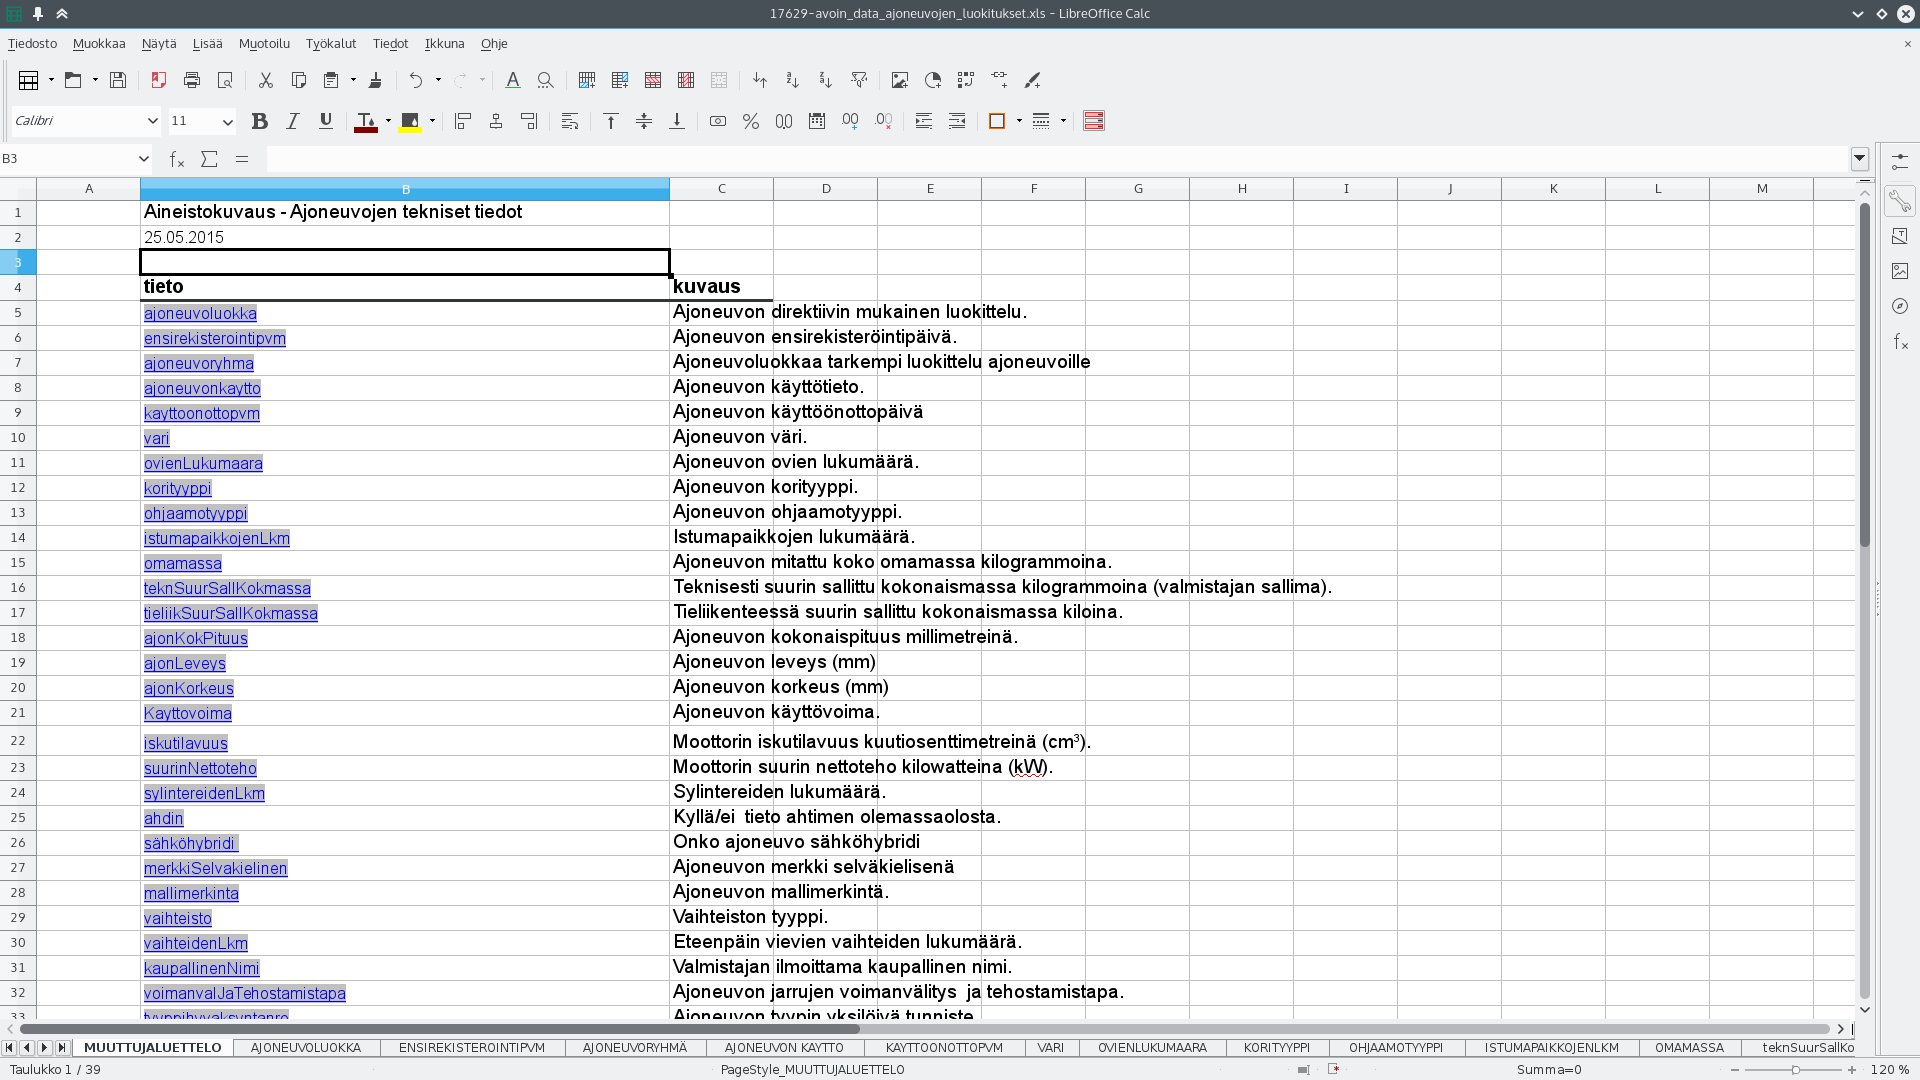 17629-avoin_data_ajoneuvojen_luokitukset.xls - LibreOffice Calc
Tiedosto Muokkaa Näytä Lisää Muotoilu Työkalut Tiedot Ikkuna Ohje
Calibri 11
B3
A B C D E F G H I J K L M
1 Aineistokuvaus - Ajoneuvojen tekniset tiedot
2 25.05.2015
3
4 tieto kuvaus
5 ajoneuvoluokka Ajoneuvon direktiivin mukainen luokittelu.
6 ensirekisterointipvm Ajoneuvon ensirekisteröintipäivä.
7 ajoneuvoryhma Ajoneuvoluokkaa tarkempi luokittelu ajoneuvoille
8 ajoneuvonkaytto Ajoneuvon käyttötieto.
9 kayttoonottopvm Ajoneuvon käyttöönottopäivä
10 vari Ajoneuvon väri.
11 ovienLukumaara Ajoneuvon ovien lukumäärä.
12 korityyppi Ajoneuvon korityyppi.
13 ohjaamotyyppi Ajoneuvon ohjaamotyyppi.
14 istumapaikkojenLkm Istumapaikkojen lukumäärä.
15 omamassa Ajoneuvon mitattu koko omamassa kilogrammoina.
16 teknSuurSallKokmassa Teknisesti suurin sallittu kokonaismassa kilogrammoina (valmistajan sallima).
17 tieliikSuurSallKokmassa Tieliikenteessä suurin sallittu kokonaismassa kiloina.
18 ajonKokPituus Ajoneuvon kokonaispituus millimetreinä.
19 ajonLeveys Ajoneuvon leveys (mm)
20 ajonKorkeus Ajoneuvon korkeus (mm)
21 Kayttovoima Ajoneuvon käyttövoima.
22 iskutilavuus Moottorin iskutilavuus kuutiosenttimetreinä (cm³).
23 suurinNettoteho Moottorin suurin nettoteho kilowatteina (kW).
24 sylintereidenLkm Sylintereiden lukumäärä.
25 ahdin Kyllä/ei tieto ahtimen olemassaolosta.
26 sähköhybridi Onko ajoneuvo sähköhybridi
27 merkkiSelvakielinen Ajoneuvon merkki selväkielisenä
28 mallimerkinta Ajoneuvon mallimerkintä.
29 vaihteisto Vaihteiston tyyppi.
30 vaihteidenLkm Eteenpäin vievien vaihteiden lukumäärä.
31 kaupallinenNimi Valmistajan ilmoittama kaupallinen nimi.
32 voimanvalJaTehostamistapa Ajoneuvon jarrujen voimanvälitys ja tehostamistapa.
33 tyyppihyvaksyntanro Ajoneuvon tyypin yksilöivä tunniste
MUUTTUJALUETTELO AJONEUVOLUOKKA ENSIREKISTEROINTIPVM AJONEUVORYHMÄ AJONEUVON KAYTTO KAYTTOONOTTOPVM VARI OVIENLUKUMAARA KORITYYPPI OHJAAMOTYYPPI ISTUMAPAIKKOJENLKM OMAMASSA teknSuurSallKo
Taulukko 1 / 39 PageStyle_MUUTTUJALUETTELO Summa=0 120 %